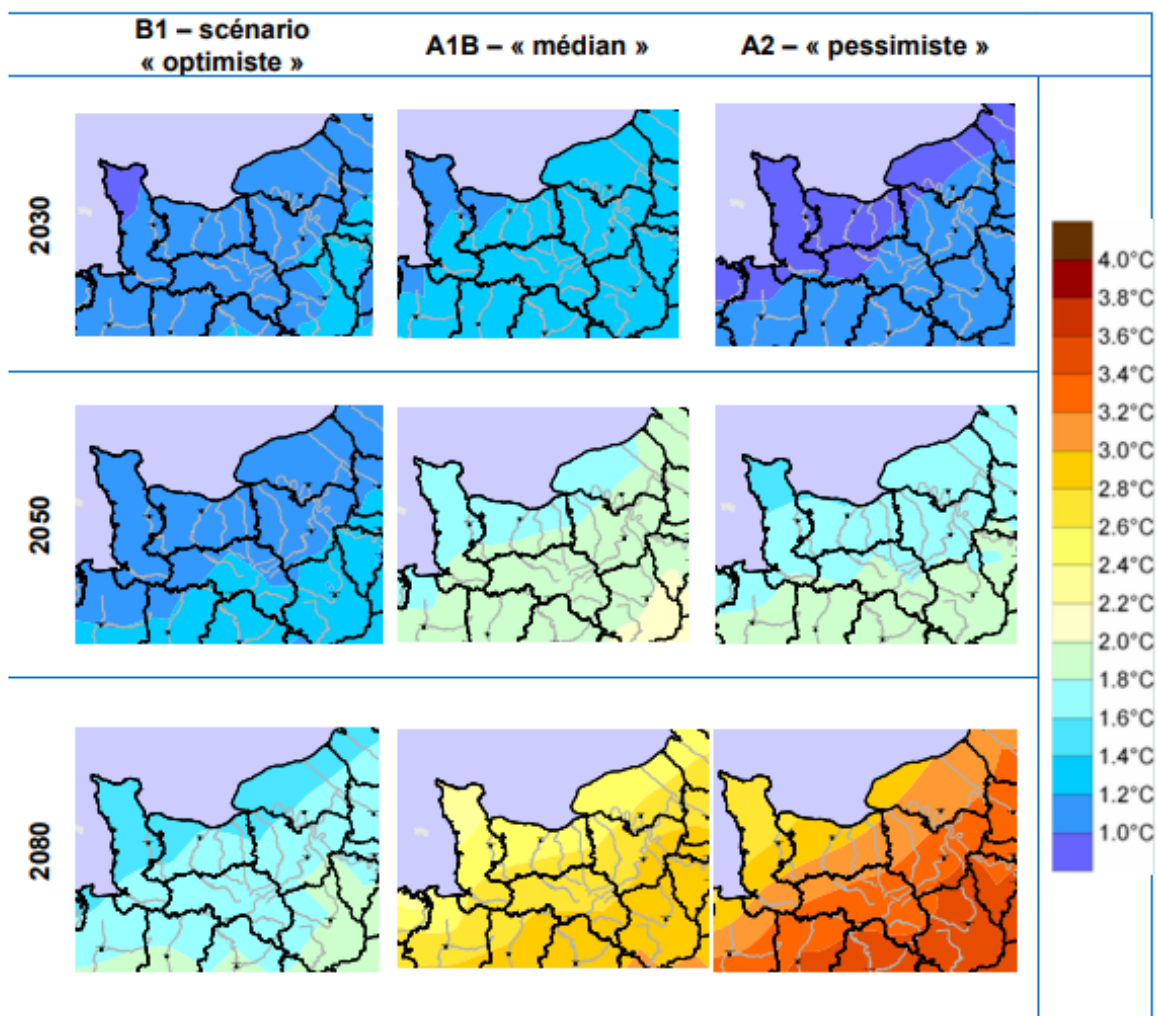 B1 – scénario
« optimiste »
A1B – « médian »
A2 – « pessimiste »
2030
2050
2080
4.0°C
3.8°C
3.6°C
3.4°C
3.2°C
3.0°C
2.8°C
2.6°C
2.4°C
2.2°C
2.0°C
1.8°C
1.6°C
1.4°C
1.2°C
1.0°C